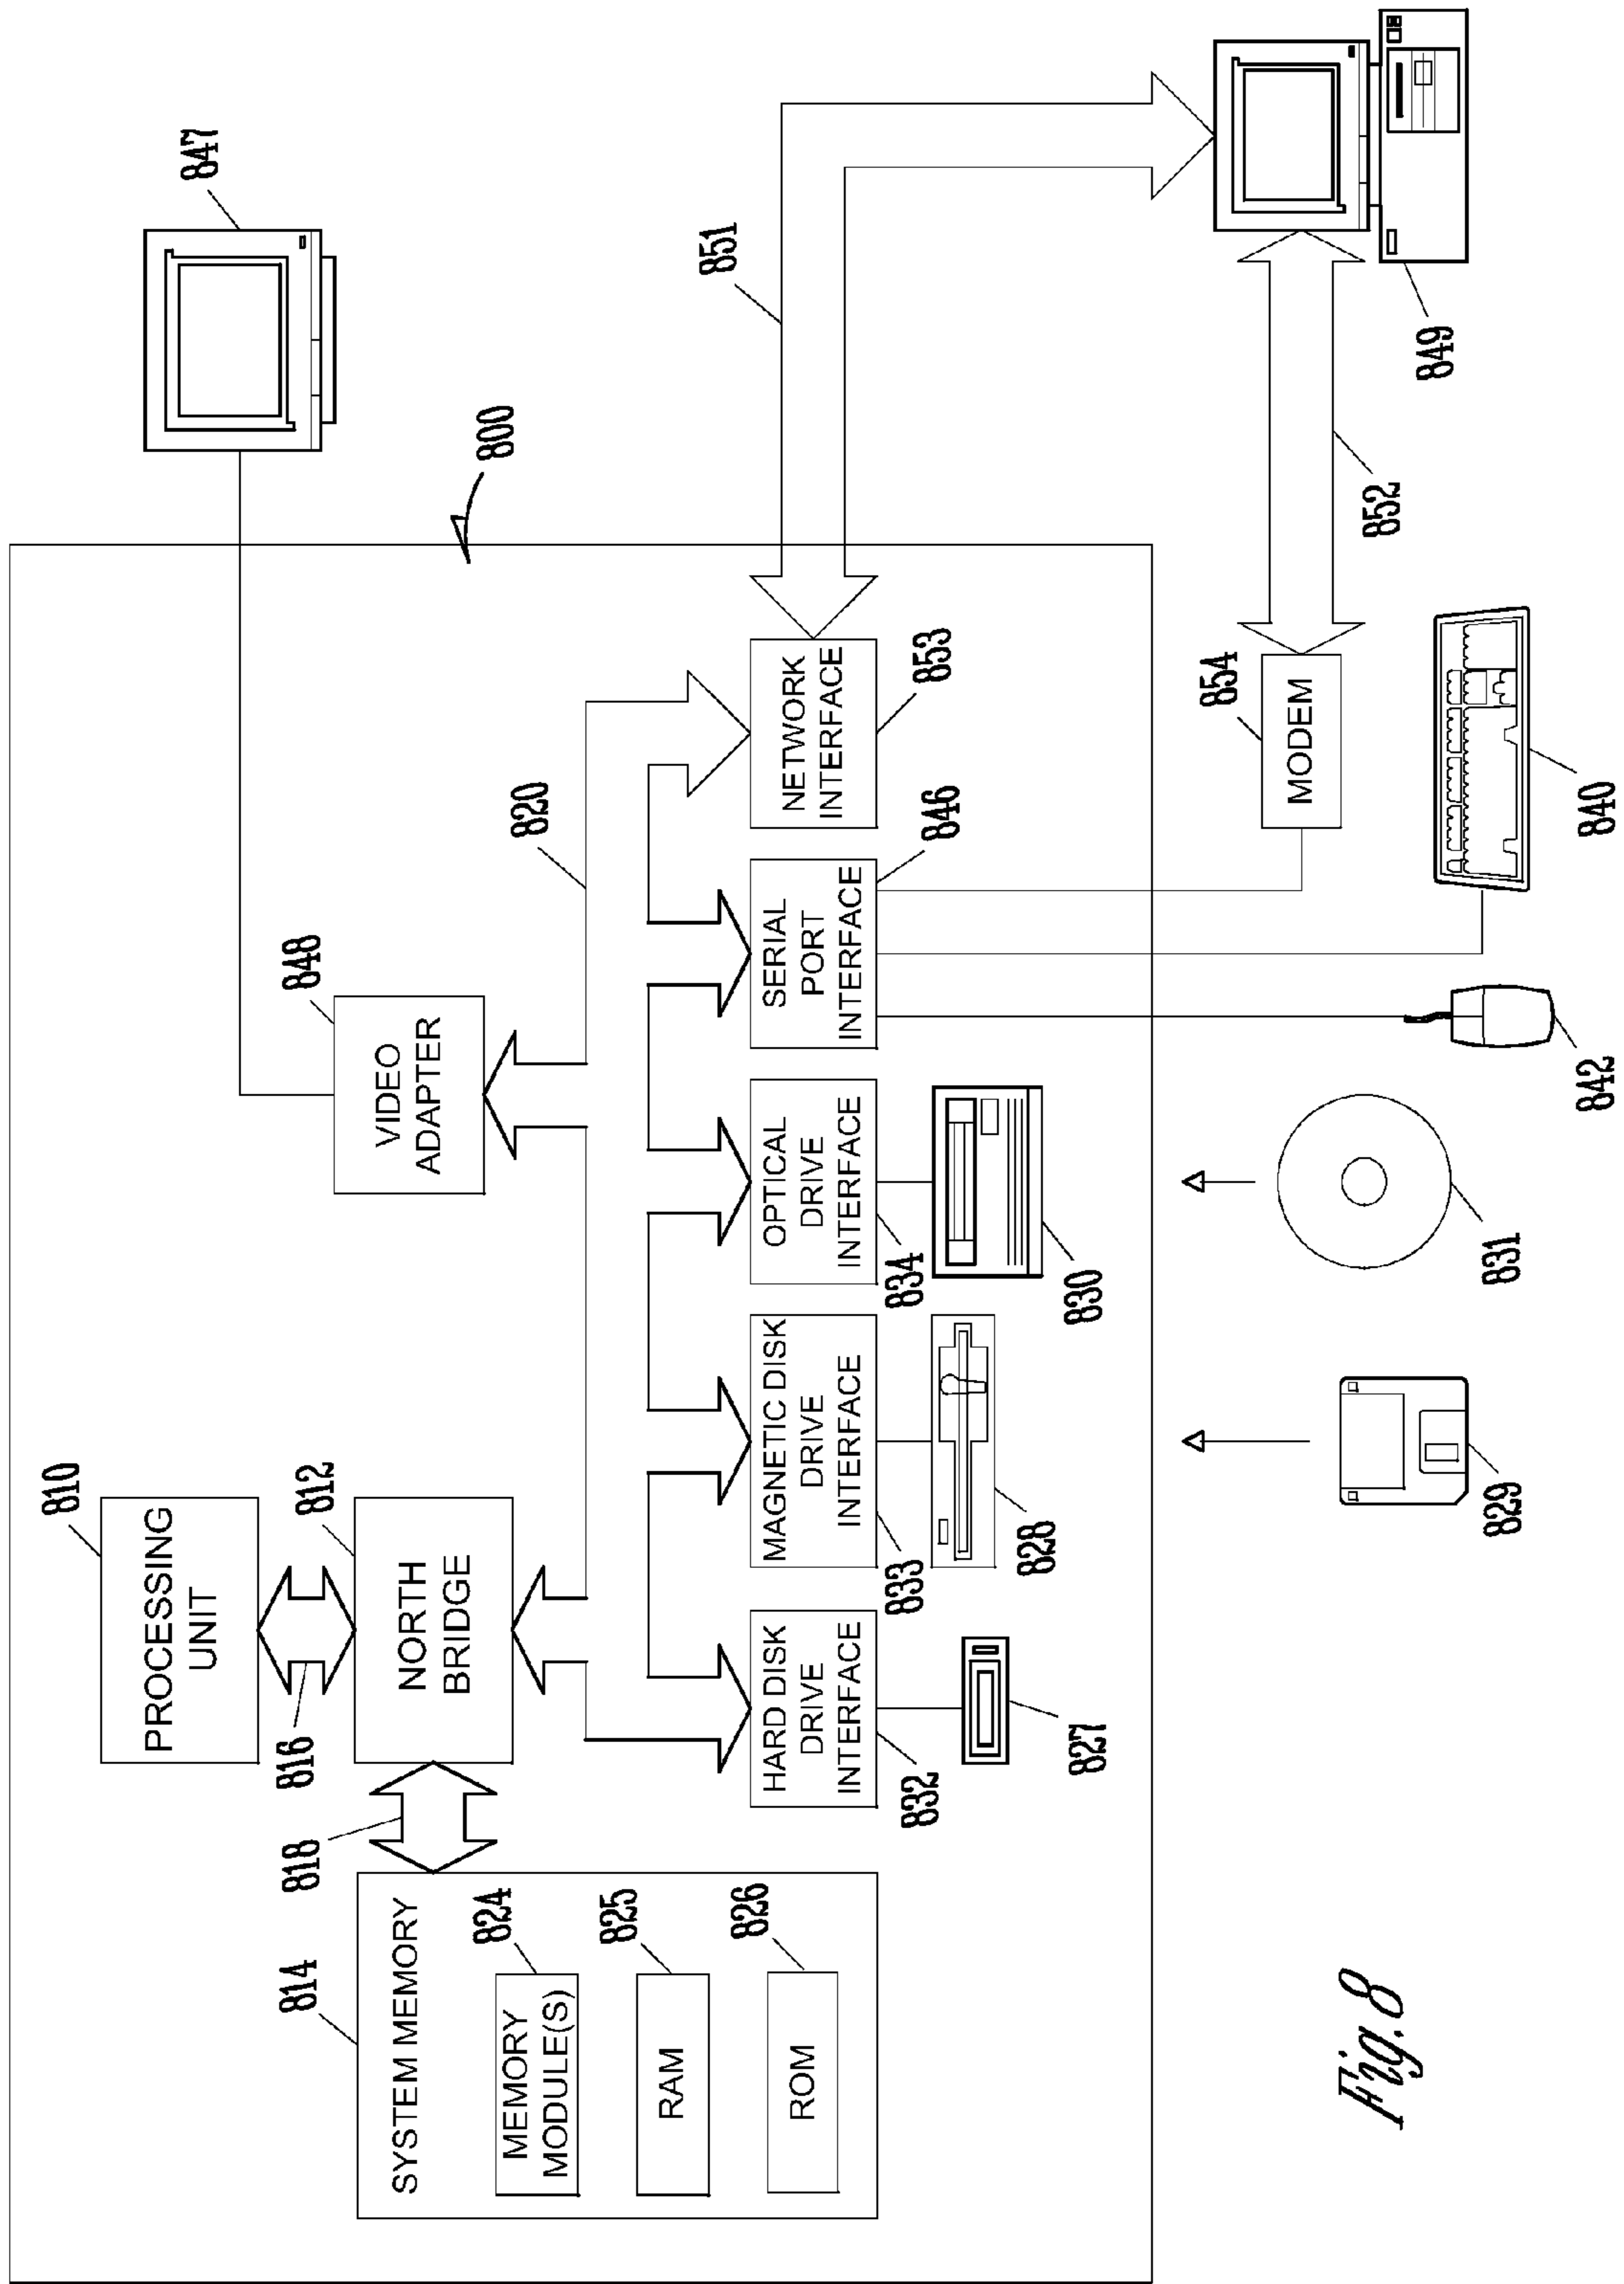 810
PROCESSING
UNIT
816
812
NORTH
BRIDGE
818
814
SYSTEM MEMORY
824
MEMORY
MODULE(S)
825
RAM
826
ROM
847
848
VIDEO
ADAPTER
800
820
851
HARD DISK
DRIVE
INTERFACE
832
827
MAGNETIC DISK
DRIVE
INTERFACE
833
828
OPTICAL
DRIVE
INTERFACE
834
830
SERIAL
PORT
INTERFACE
846
NETWORK
INTERFACE
853
854
MODEM
852
849
829
831
842
840
Fig. 8